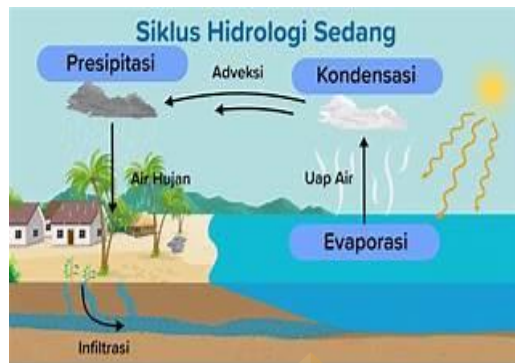 Siklus Hidrologi Sedang
Presipitasi
Adveksi
Kondensasi
Air Hujan
Uap Air
Evaporasi
Infiltrasi